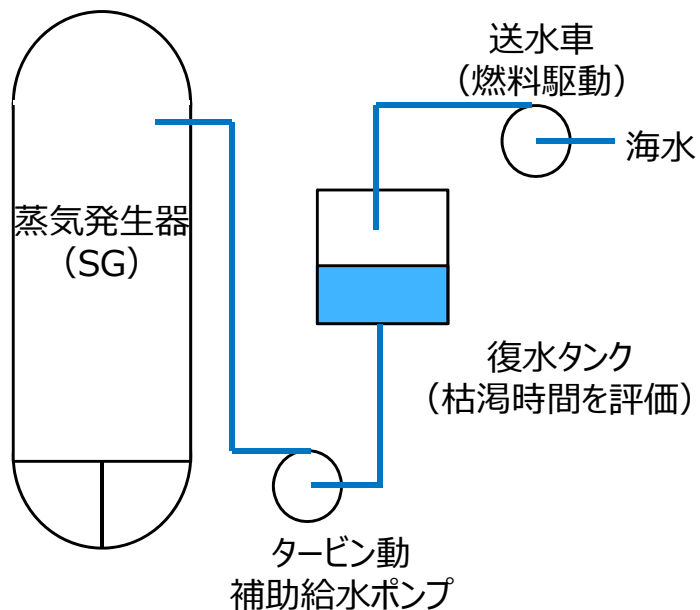 送水車
（燃料駆動）
海水
蒸気発生器
（SG）
復水タンク
（枯渇時間を評価）
タービン動
補助給水ポンプ